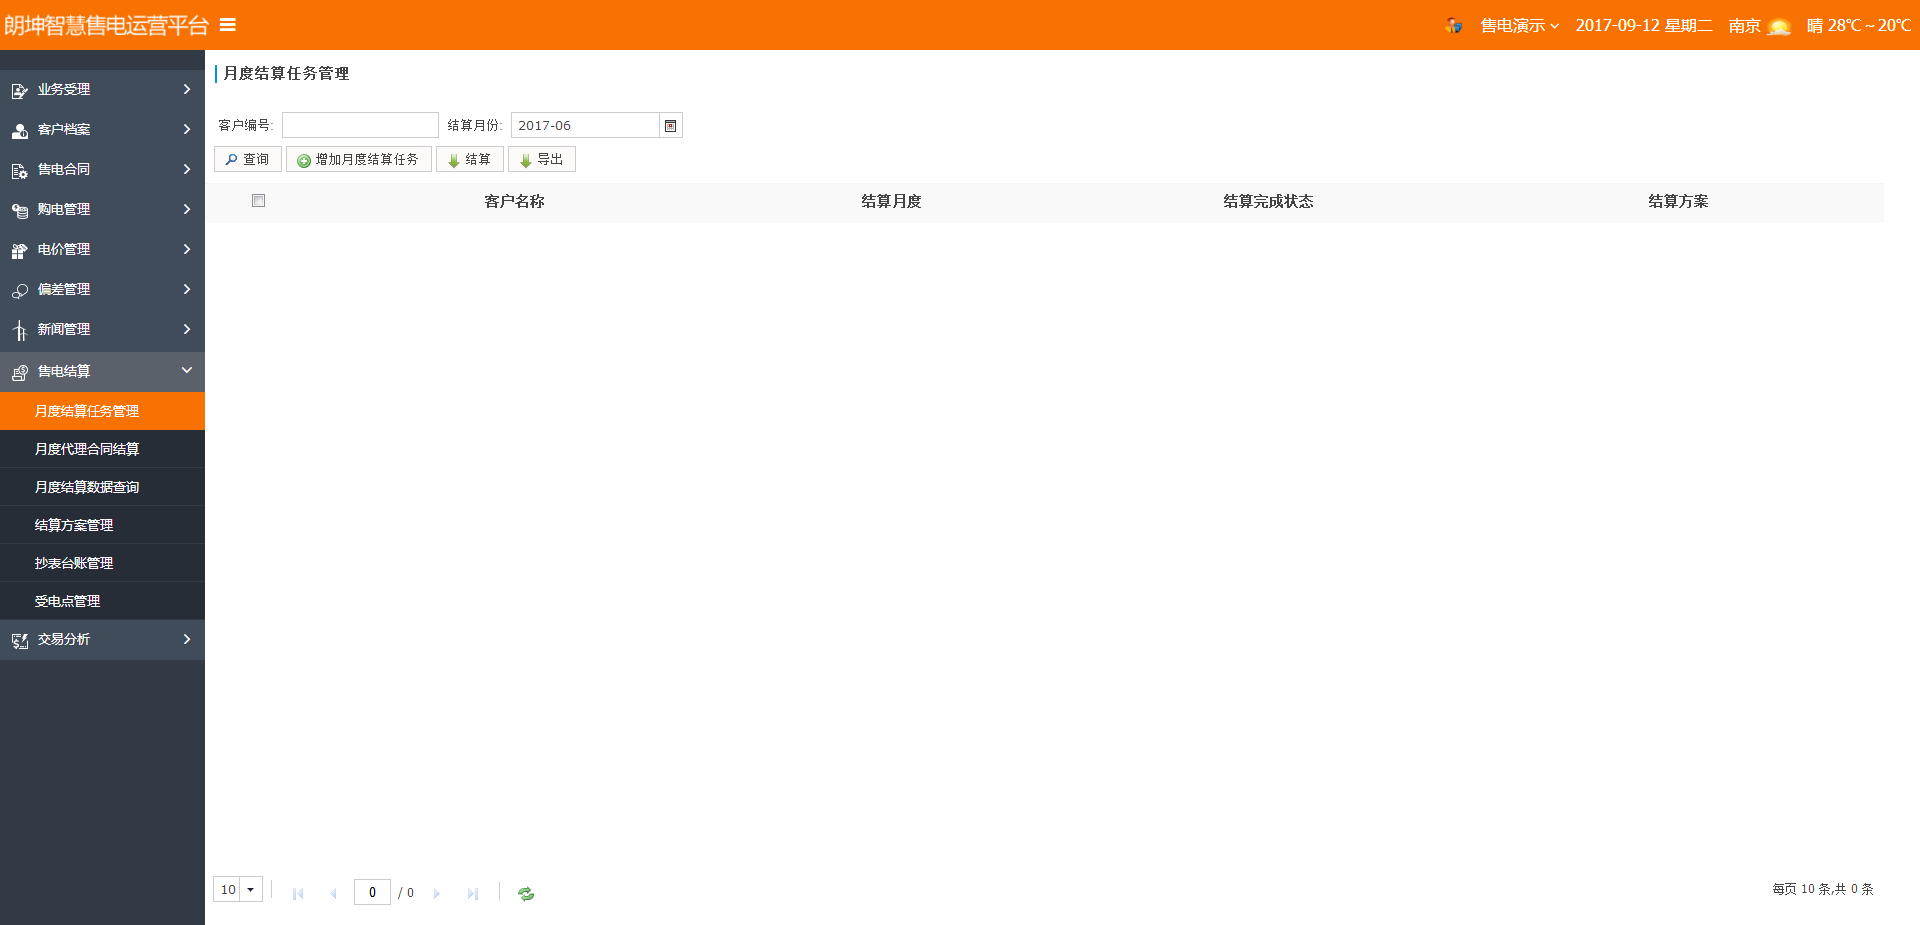 朗坤智慧售电运营平台
售电演示 2017-09-12 星期二 南京 晴 28℃～20℃
业务受理
客户档案
售电合同
购电管理
电价管理
偏差管理
新闻管理
售电结算
月度结算任务管理
月度代理合同结算
月度结算数据查询
结算方案管理
抄表台账管理
受电点管理
交易分析
月度结算任务管理
客户编号: 结算月份: 2017-06
查询 增加月度结算任务 结算 导出
客户名称 结算月度 结算完成状态 结算方案
10 0 / 0 每页 10 条,共 0 条